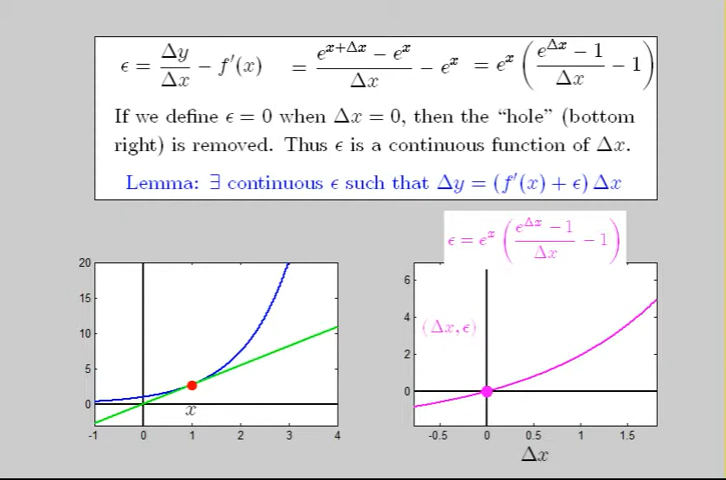 ϵ = Δy/Δx − f′(x) = (e^{x+Δx} − e^x)/Δx − e^x = e^x ( (e^{Δx} − 1)/Δx − 1 )
If we define ϵ = 0 when Δx = 0, then the “hole” (bottom
right) is removed. Thus ϵ is a continuous function of Δx.
Lemma: ∃ continuous ϵ such that Δy = (f′(x) + ϵ) Δx
ϵ = e^x ( (e^{Δx} − 1)/Δx − 1 )
20
15
10
5
0
-1 0 1 2 3 4
x
6
4
2
0
(Δx, ϵ)
-0.5 0 0.5 1 1.5
Δx